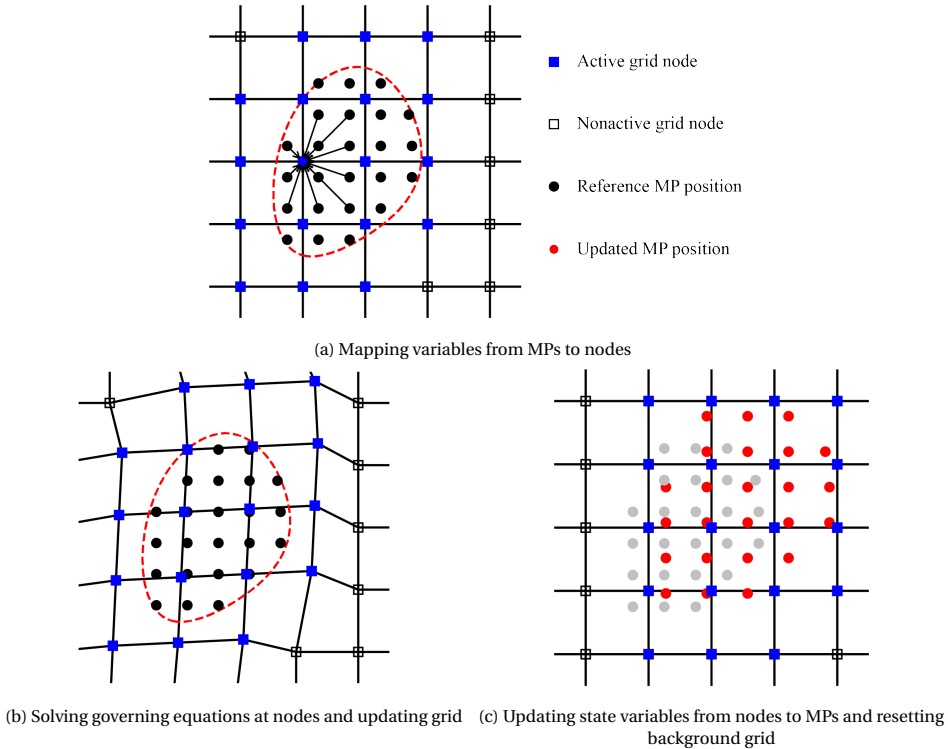 Active grid node
Nonactive grid node
Reference MP position
Updated MP position
(a) Mapping variables from MPs to nodes
(b) Solving governing equations at nodes and updating grid
(c) Updating state variables from nodes to MPs and resetting
background grid